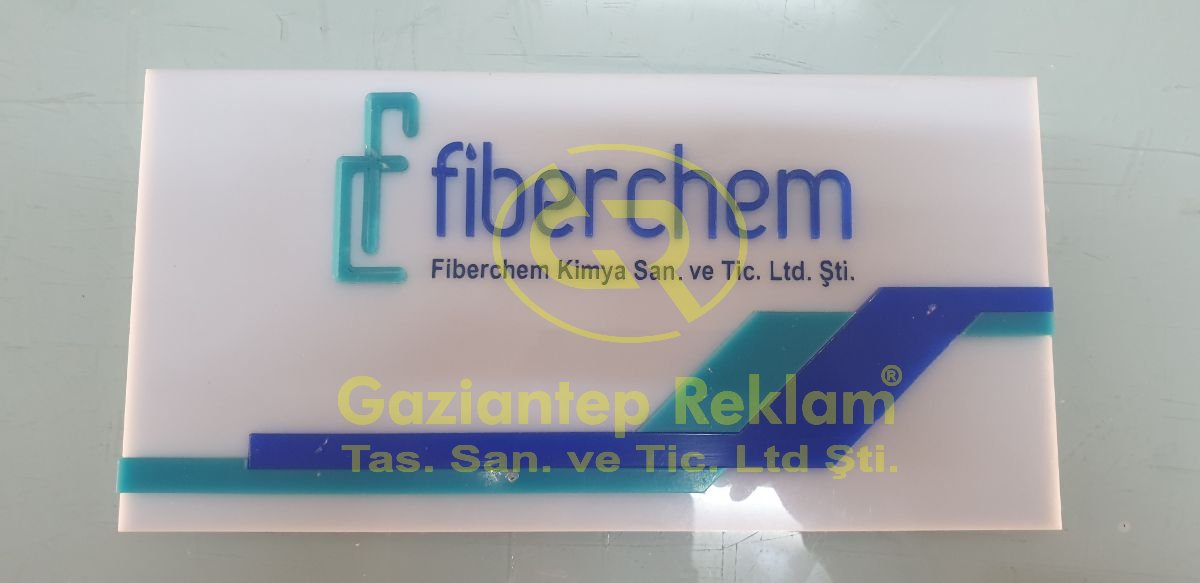 fiberchem
Fiberchem Kimya San. ve Tic. Ltd. Şti.
Gaziantep Reklam®
Tas. San. ve Tic. Ltd Şti.